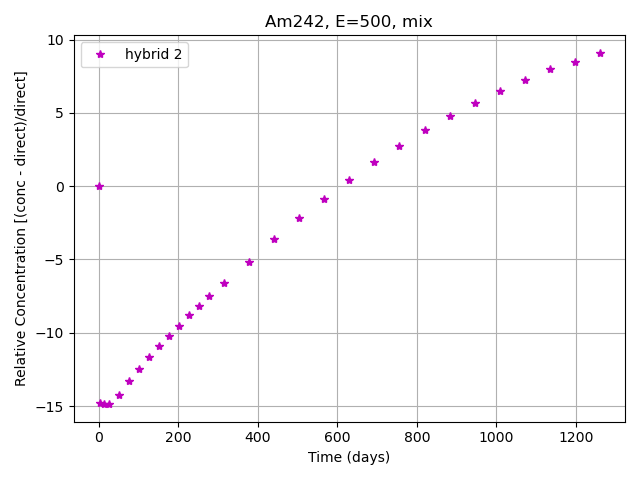 Am242, E=500, mix
hybrid 2
Relative Concentration [(conc - direct)/direct]
10
5
0
−5
−10
−15
0 200 400 600 800 1000 1200
Time (days)